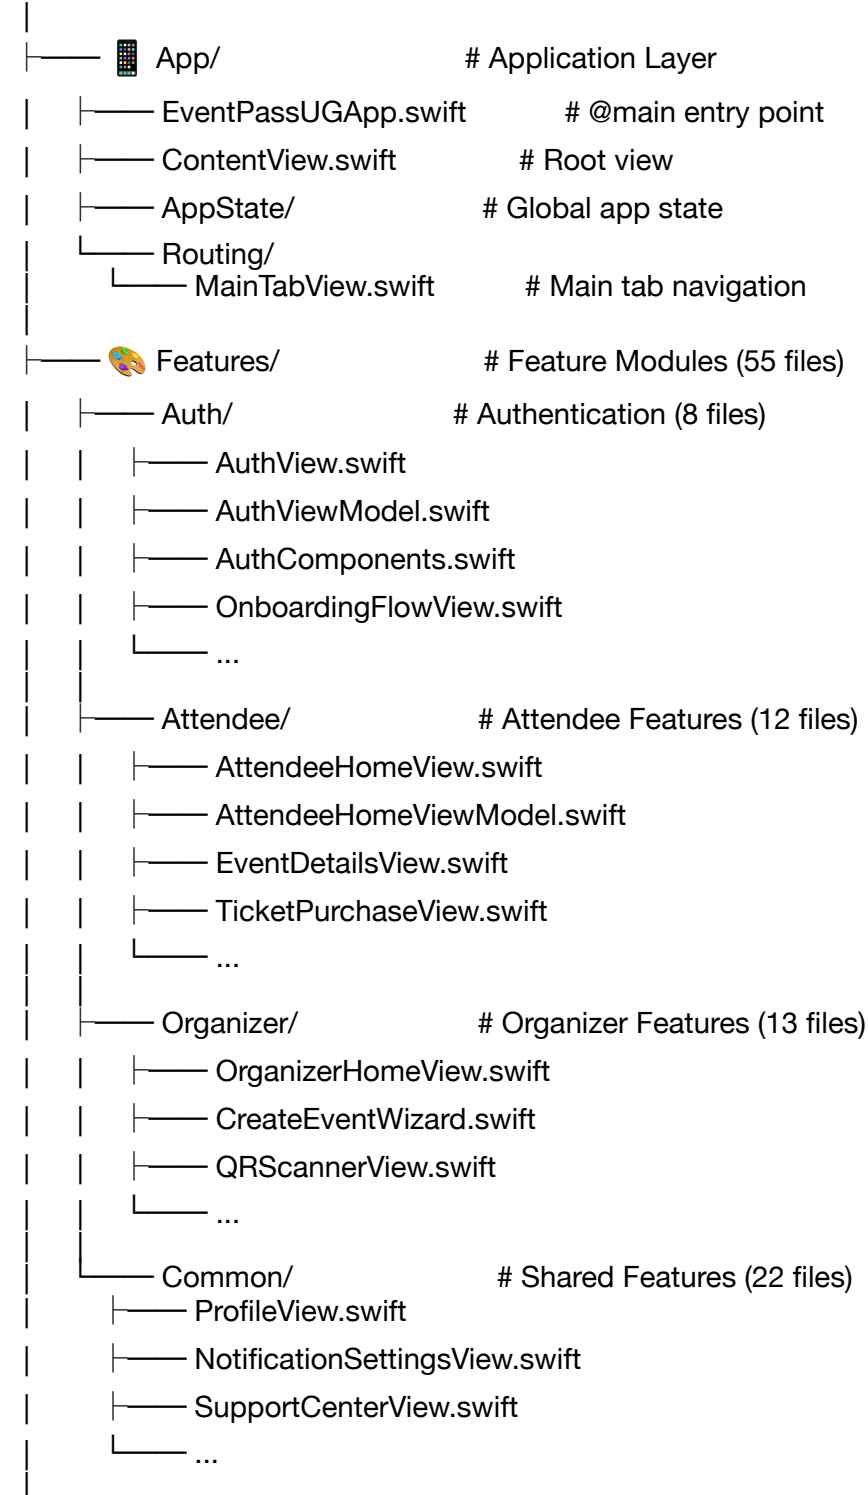 │
├── 📱 App/ # Application Layer
│ ├── EventPassUGApp.swift # @main entry point
│ ├── ContentView.swift # Root view
│ ├── AppState/ # Global app state
│ └── Routing/
│ └── MainTabView.swift # Main tab navigation
│
├── 🎨 Features/ # Feature Modules (55 files)
│ ├── Auth/ # Authentication (8 files)
│ │ ├── AuthView.swift
│ │ ├── AuthViewModel.swift
│ │ ├── AuthComponents.swift
│ │ ├── OnboardingFlowView.swift
│ │ └── ...
│ │
│ ├── Attendee/ # Attendee Features (12 files)
│ │ ├── AttendeeHomeView.swift
│ │ ├── AttendeeHomeViewModel.swift
│ │ ├── EventDetailsView.swift
│ │ ├── TicketPurchaseView.swift
│ │ └── ...
│ │
│ ├── Organizer/ # Organizer Features (13 files)
│ │ ├── OrganizerHomeView.swift
│ │ ├── CreateEventWizard.swift
│ │ ├── QRScannerView.swift
│ │ └── ...
│ │
│ └── Common/ # Shared Features (22 files)
│ ├── ProfileView.swift
│ ├── NotificationSettingsView.swift
│ ├── SupportCenterView.swift
│ └── ...
│